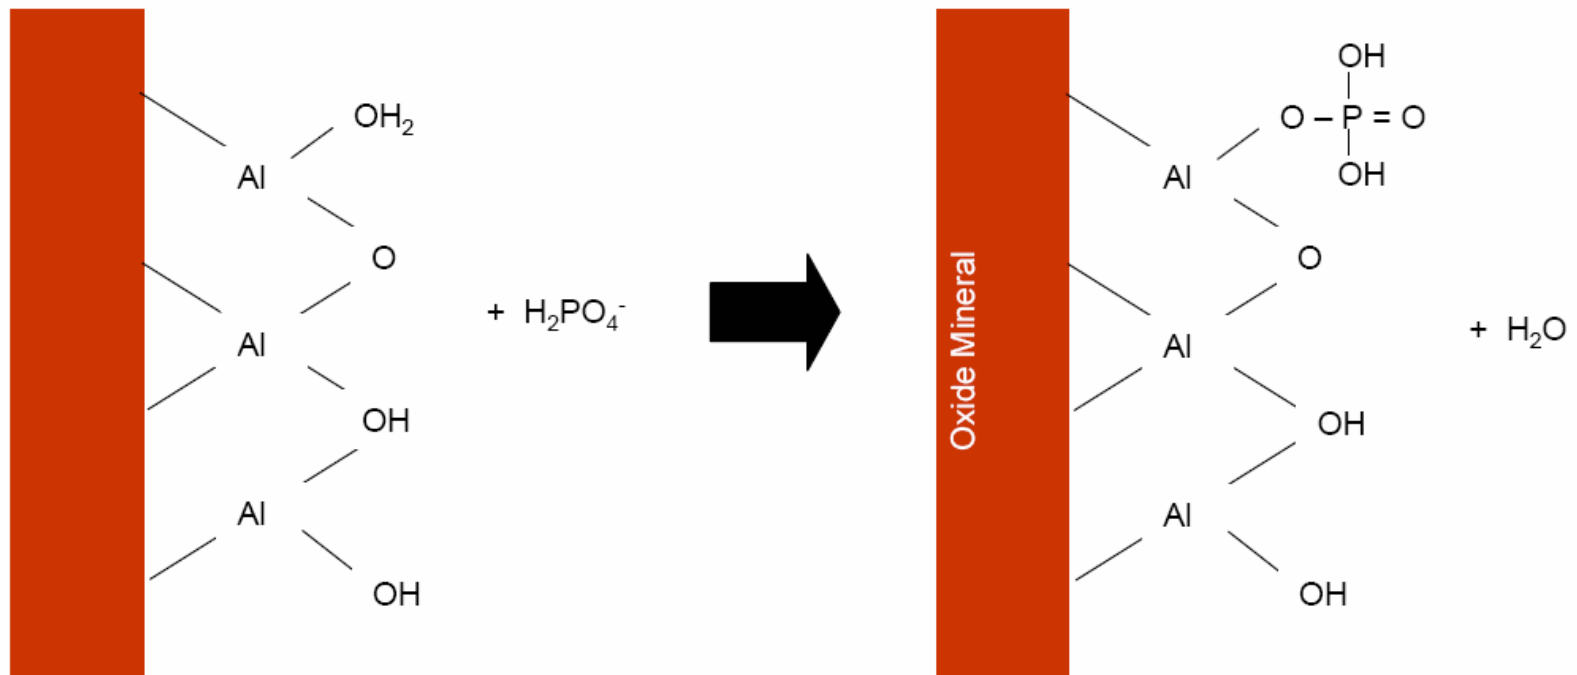 OH₂
Al
O
Al
+ H₂PO₄⁻
OH
Al
OH
Oxide Mineral
OH
O – P = O
OH
Al
O
Al
+ H₂O
OH
Al
OH